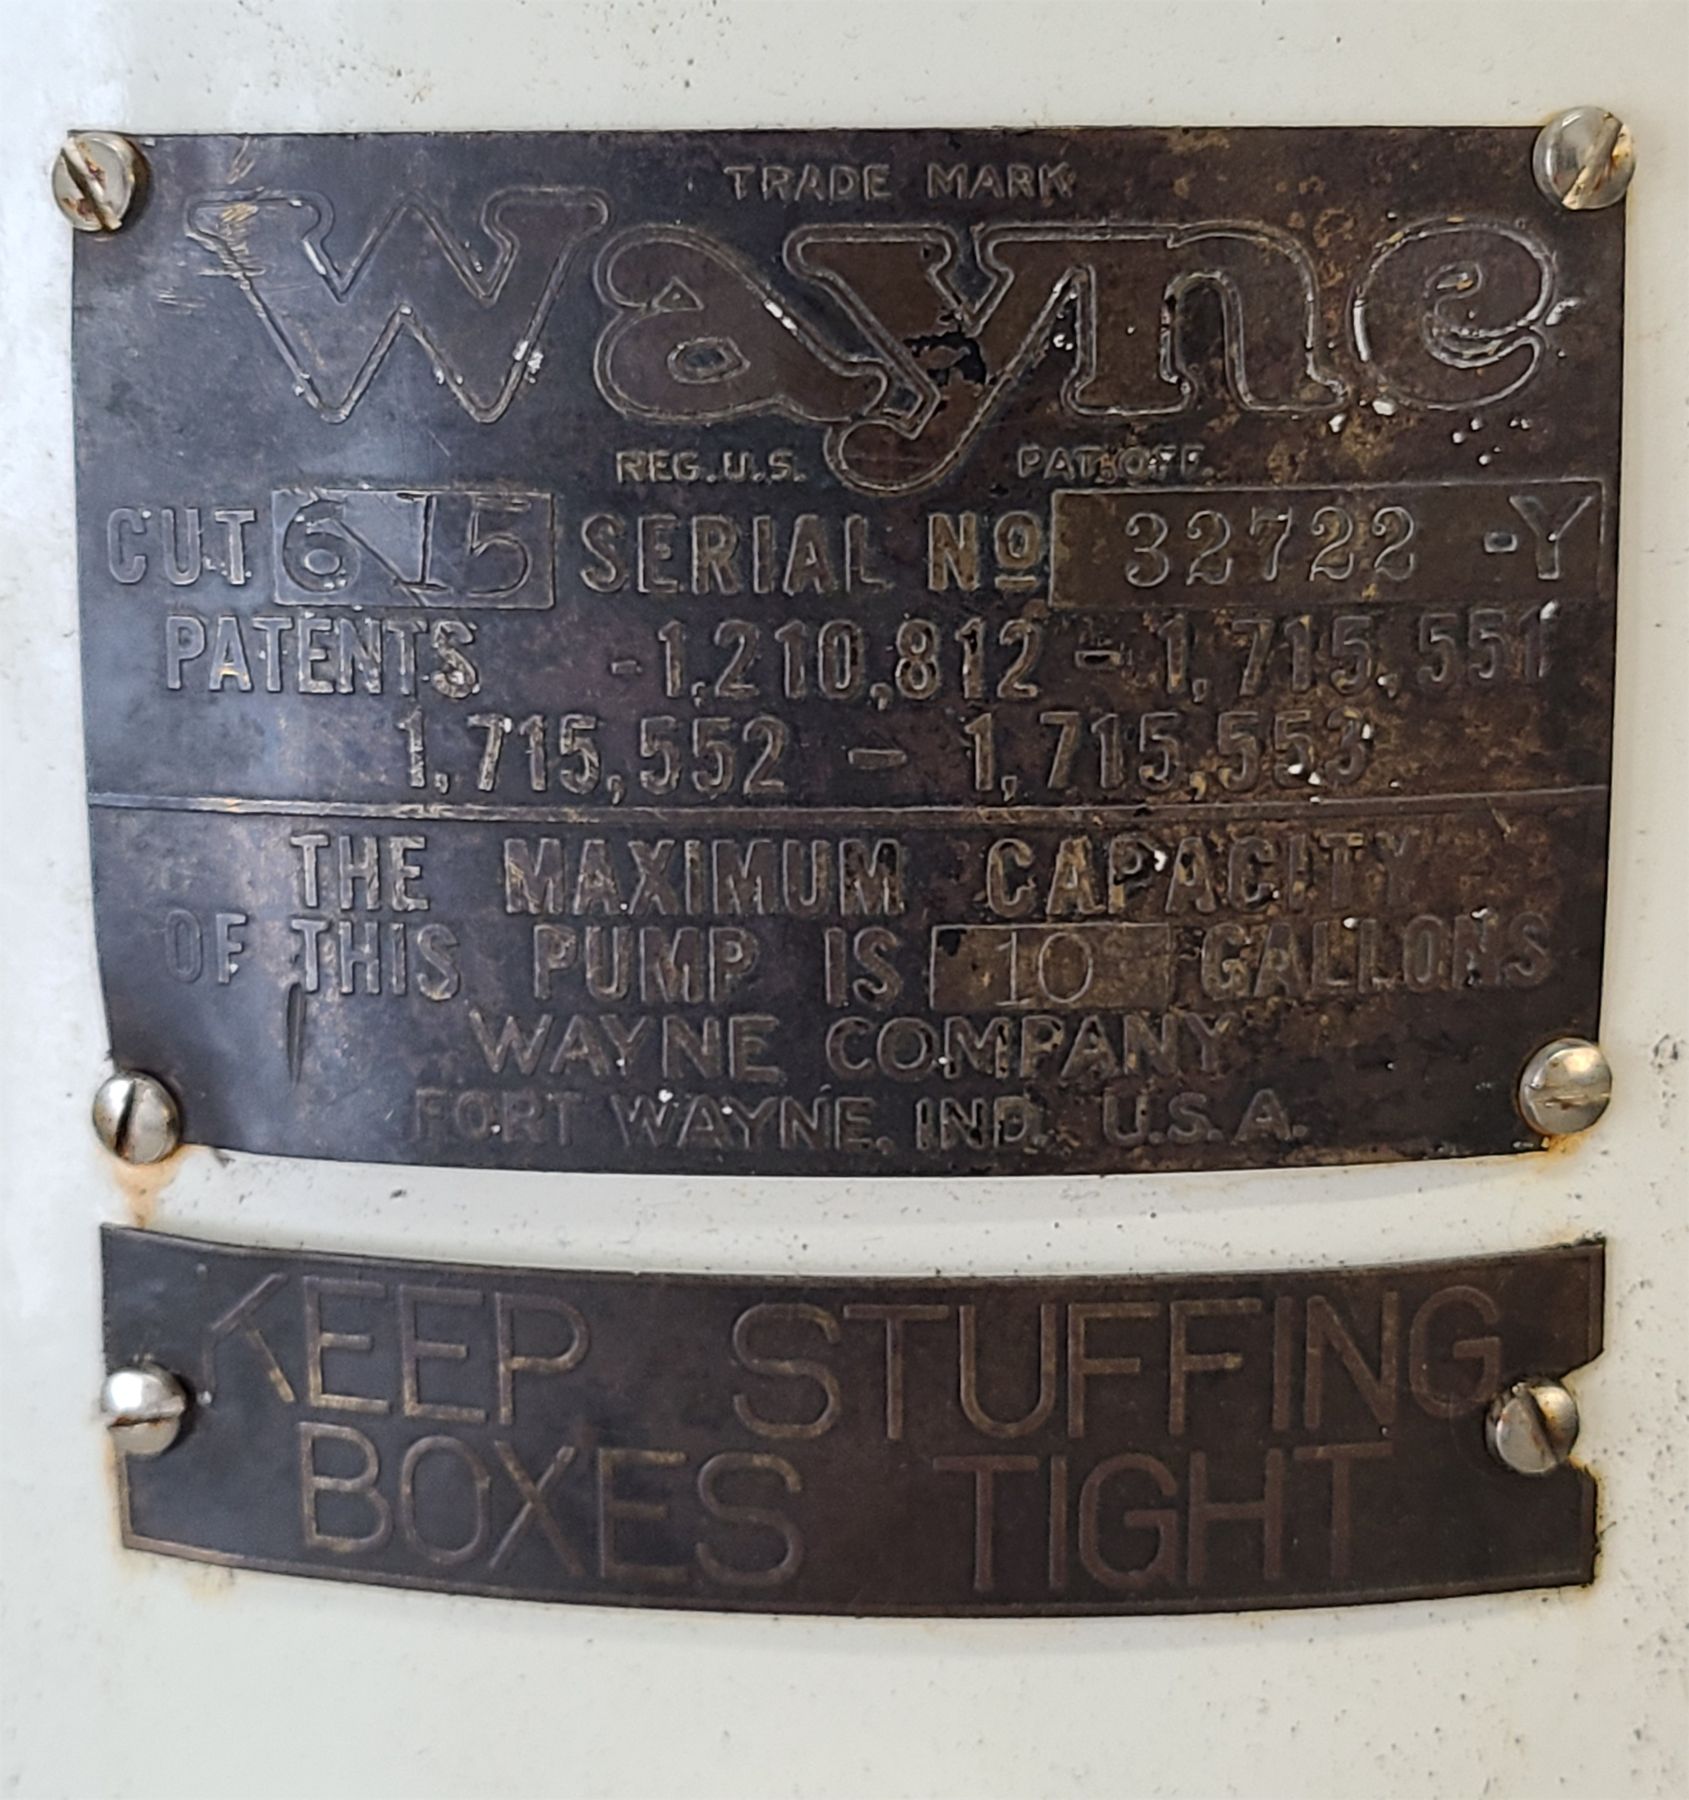 TRADE MARK
Wayne
REG. U.S. PAT. OFF.
CUT 615 SERIAL No 32722 -Y
PATENTS -1,210,812 - 1,715,551
1,715,552 - 1,715,553
THE MAXIMUM CAPACITY
OF THIS PUMP IS 10 GALLONS
WAYNE COMPANY
FORT WAYNE, IND. U.S.A.
KEEP STUFFING
BOXES TIGHT